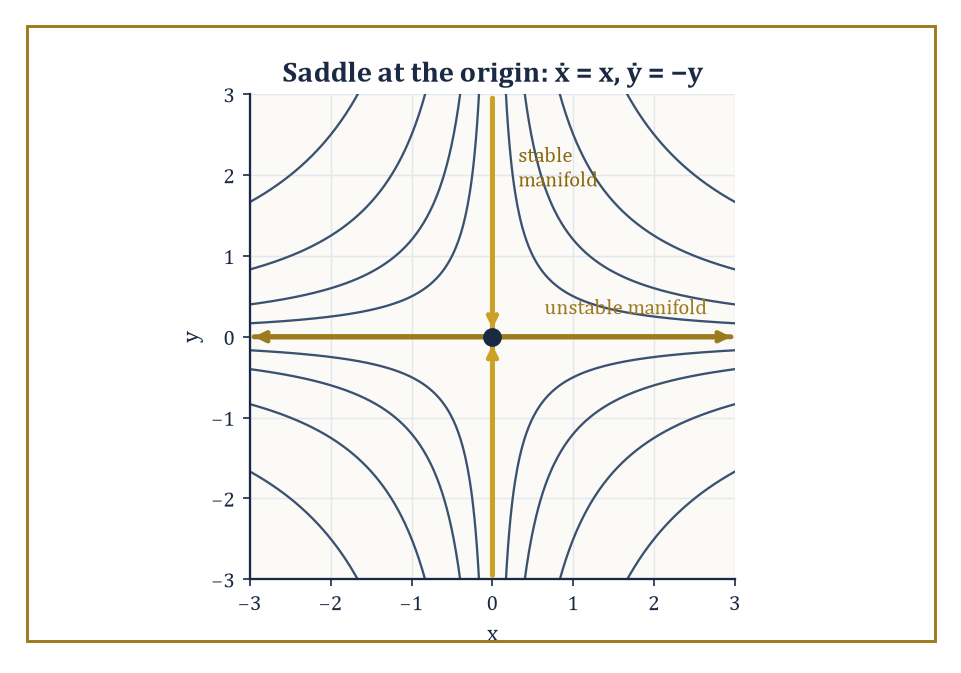 Saddle at the origin: ẋ = x, ẏ = −y
3
2
1
0
−1
−2
−3
y
stable
manifold
unstable manifold
−3 −2 −1 0 1 2 3
x